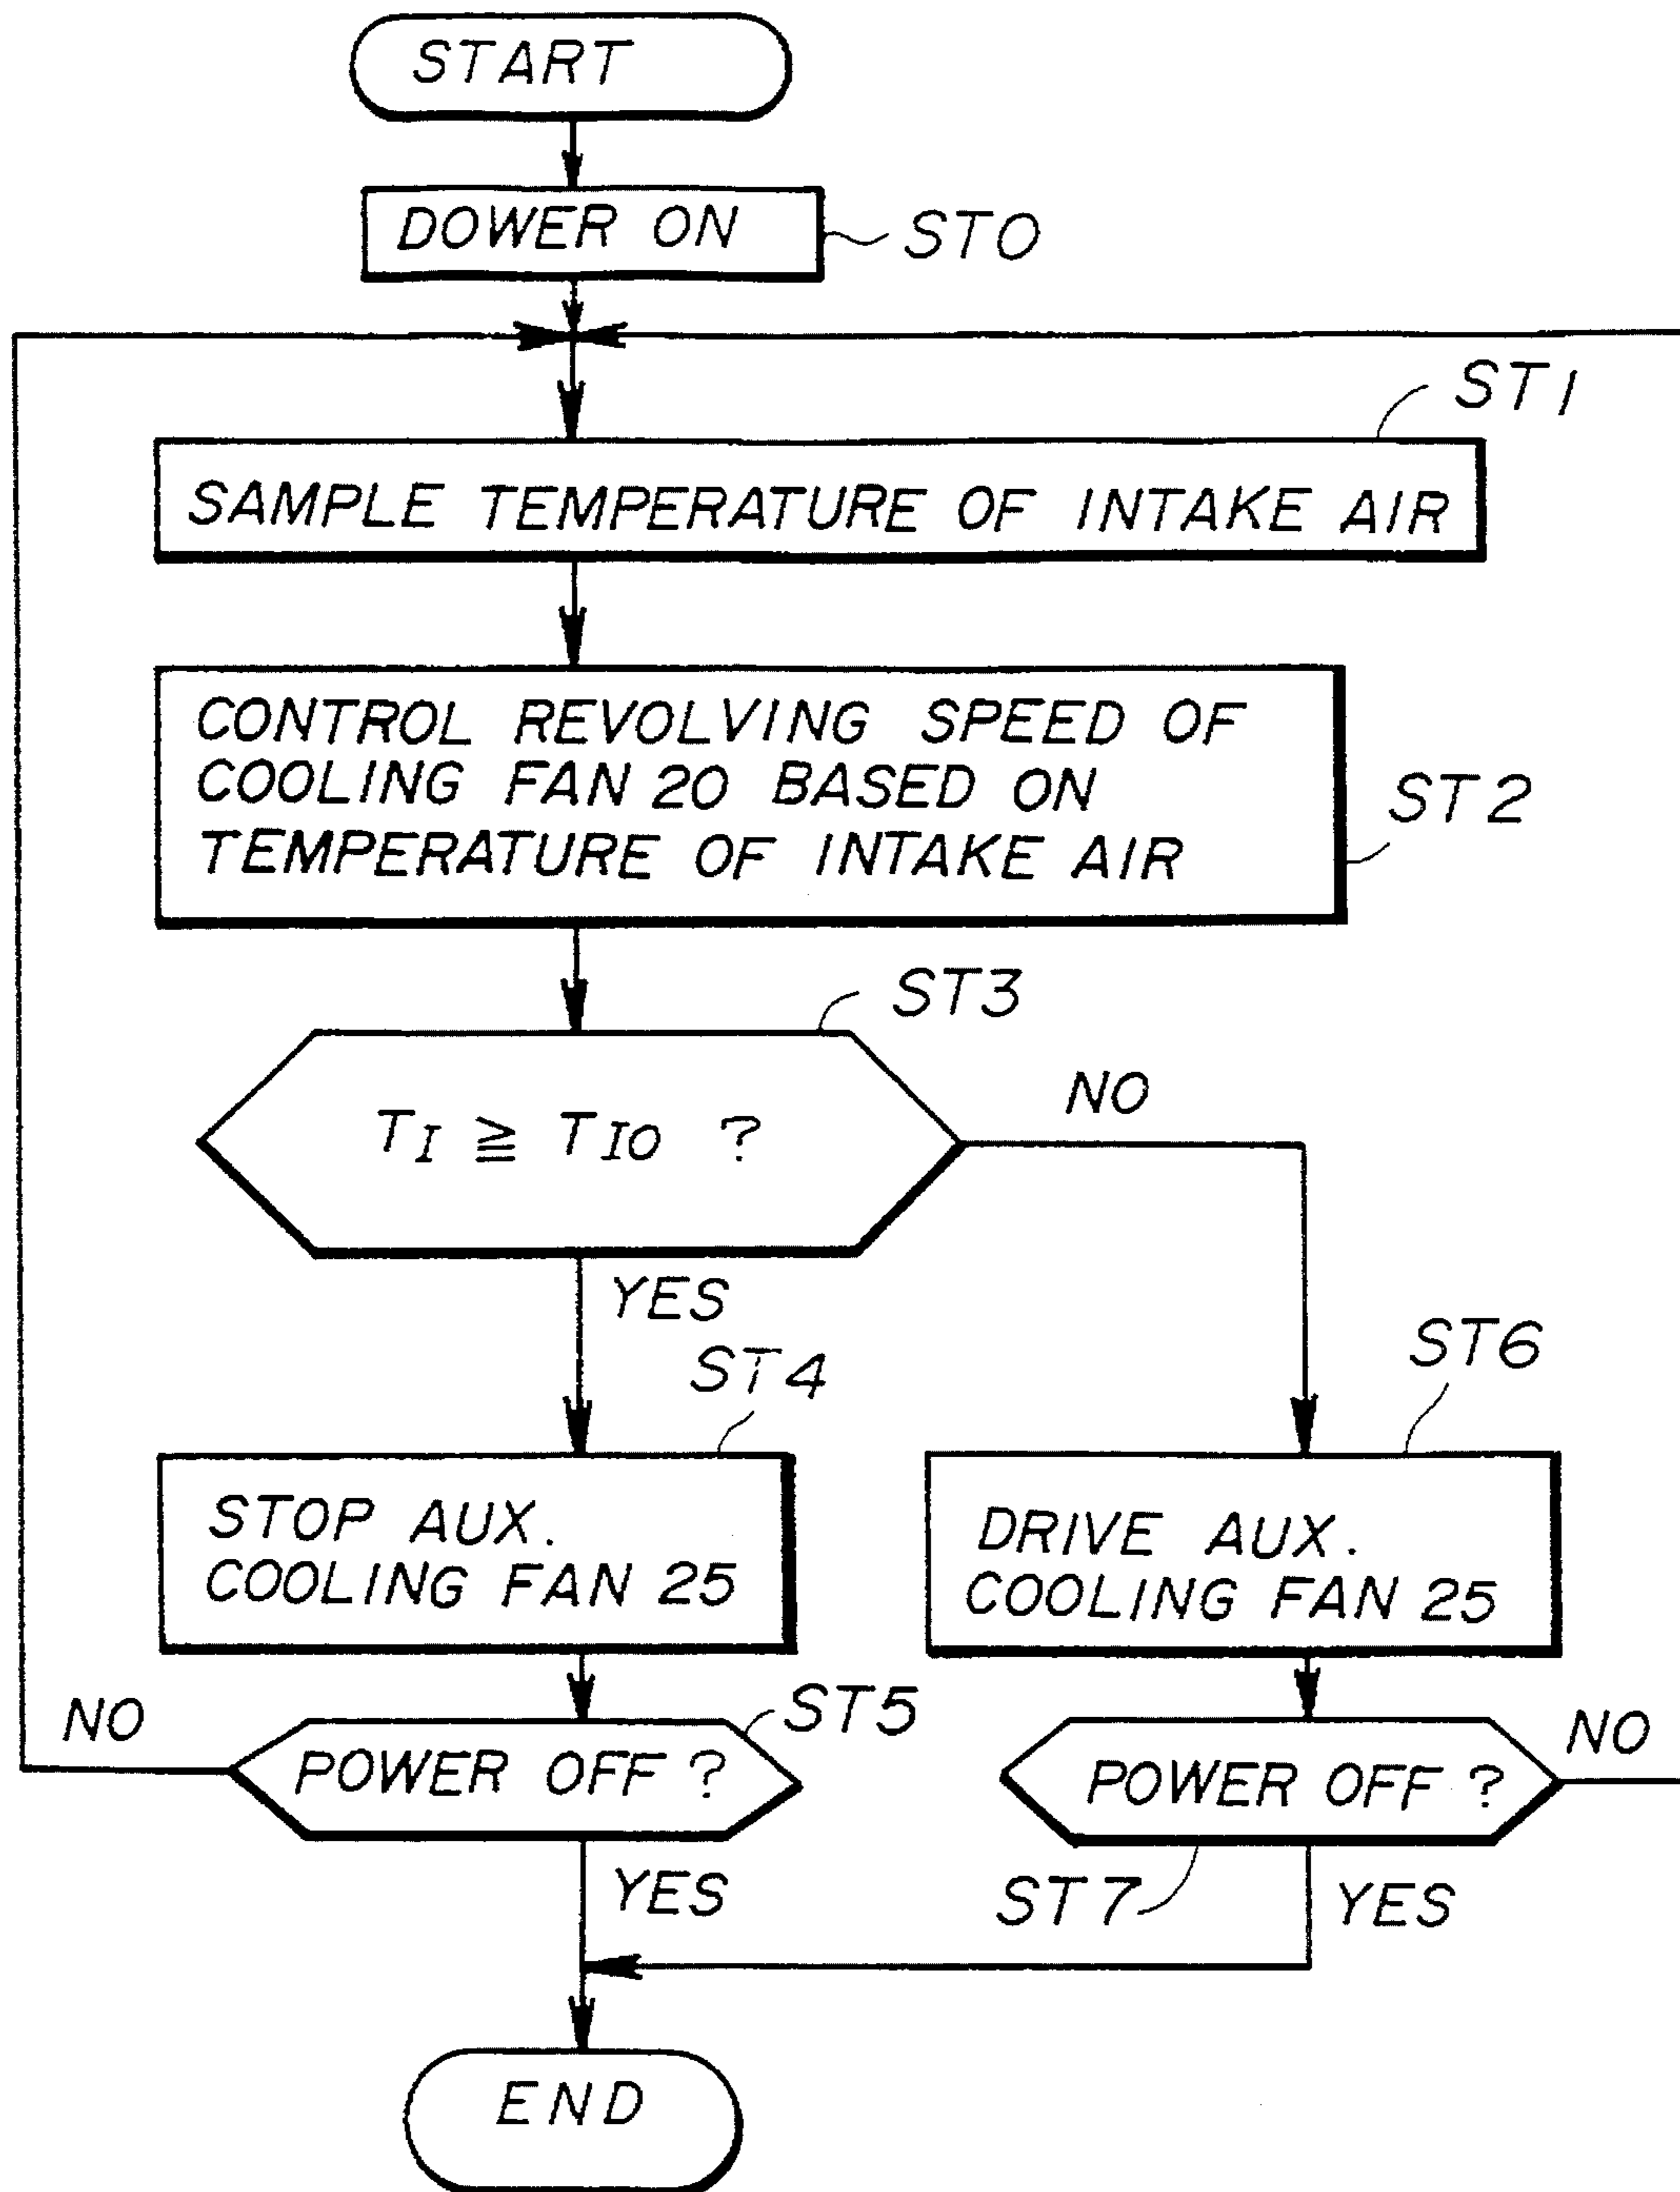 START
DOWER ON
ST0
ST1
SAMPLE TEMPERATURE OF INTAKE AIR
CONTROL REVOLVING SPEED OF
COOLING FAN 20 BASED ON
TEMPERATURE OF INTAKE AIR
ST2
ST3
TI ≧ TIO ?
NO
YES
ST4
ST6
STOP AUX.
COOLING FAN 25
DRIVE AUX.
COOLING FAN 25
NO
ST5
POWER OFF ?
POWER OFF ?
NO
YES
ST7
YES
END